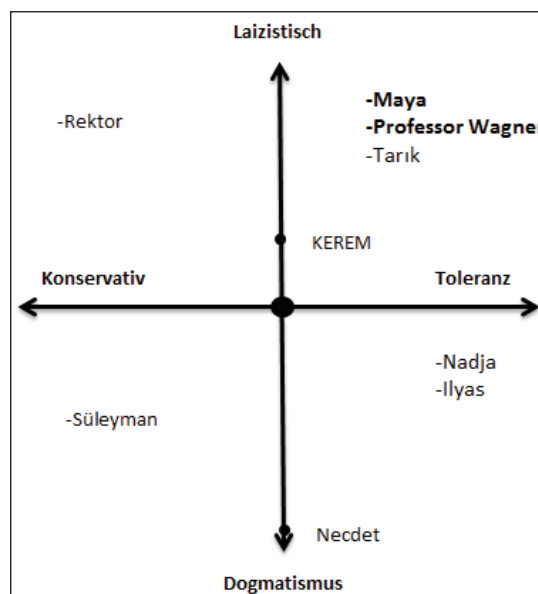 Laizistisch
-Maya
-Rektor
-Professor Wagner
-Tarık
KEREM
Konservativ
Toleranz
-Nadja
-Ilyas
-Süleyman
Necdet
Dogmatismus